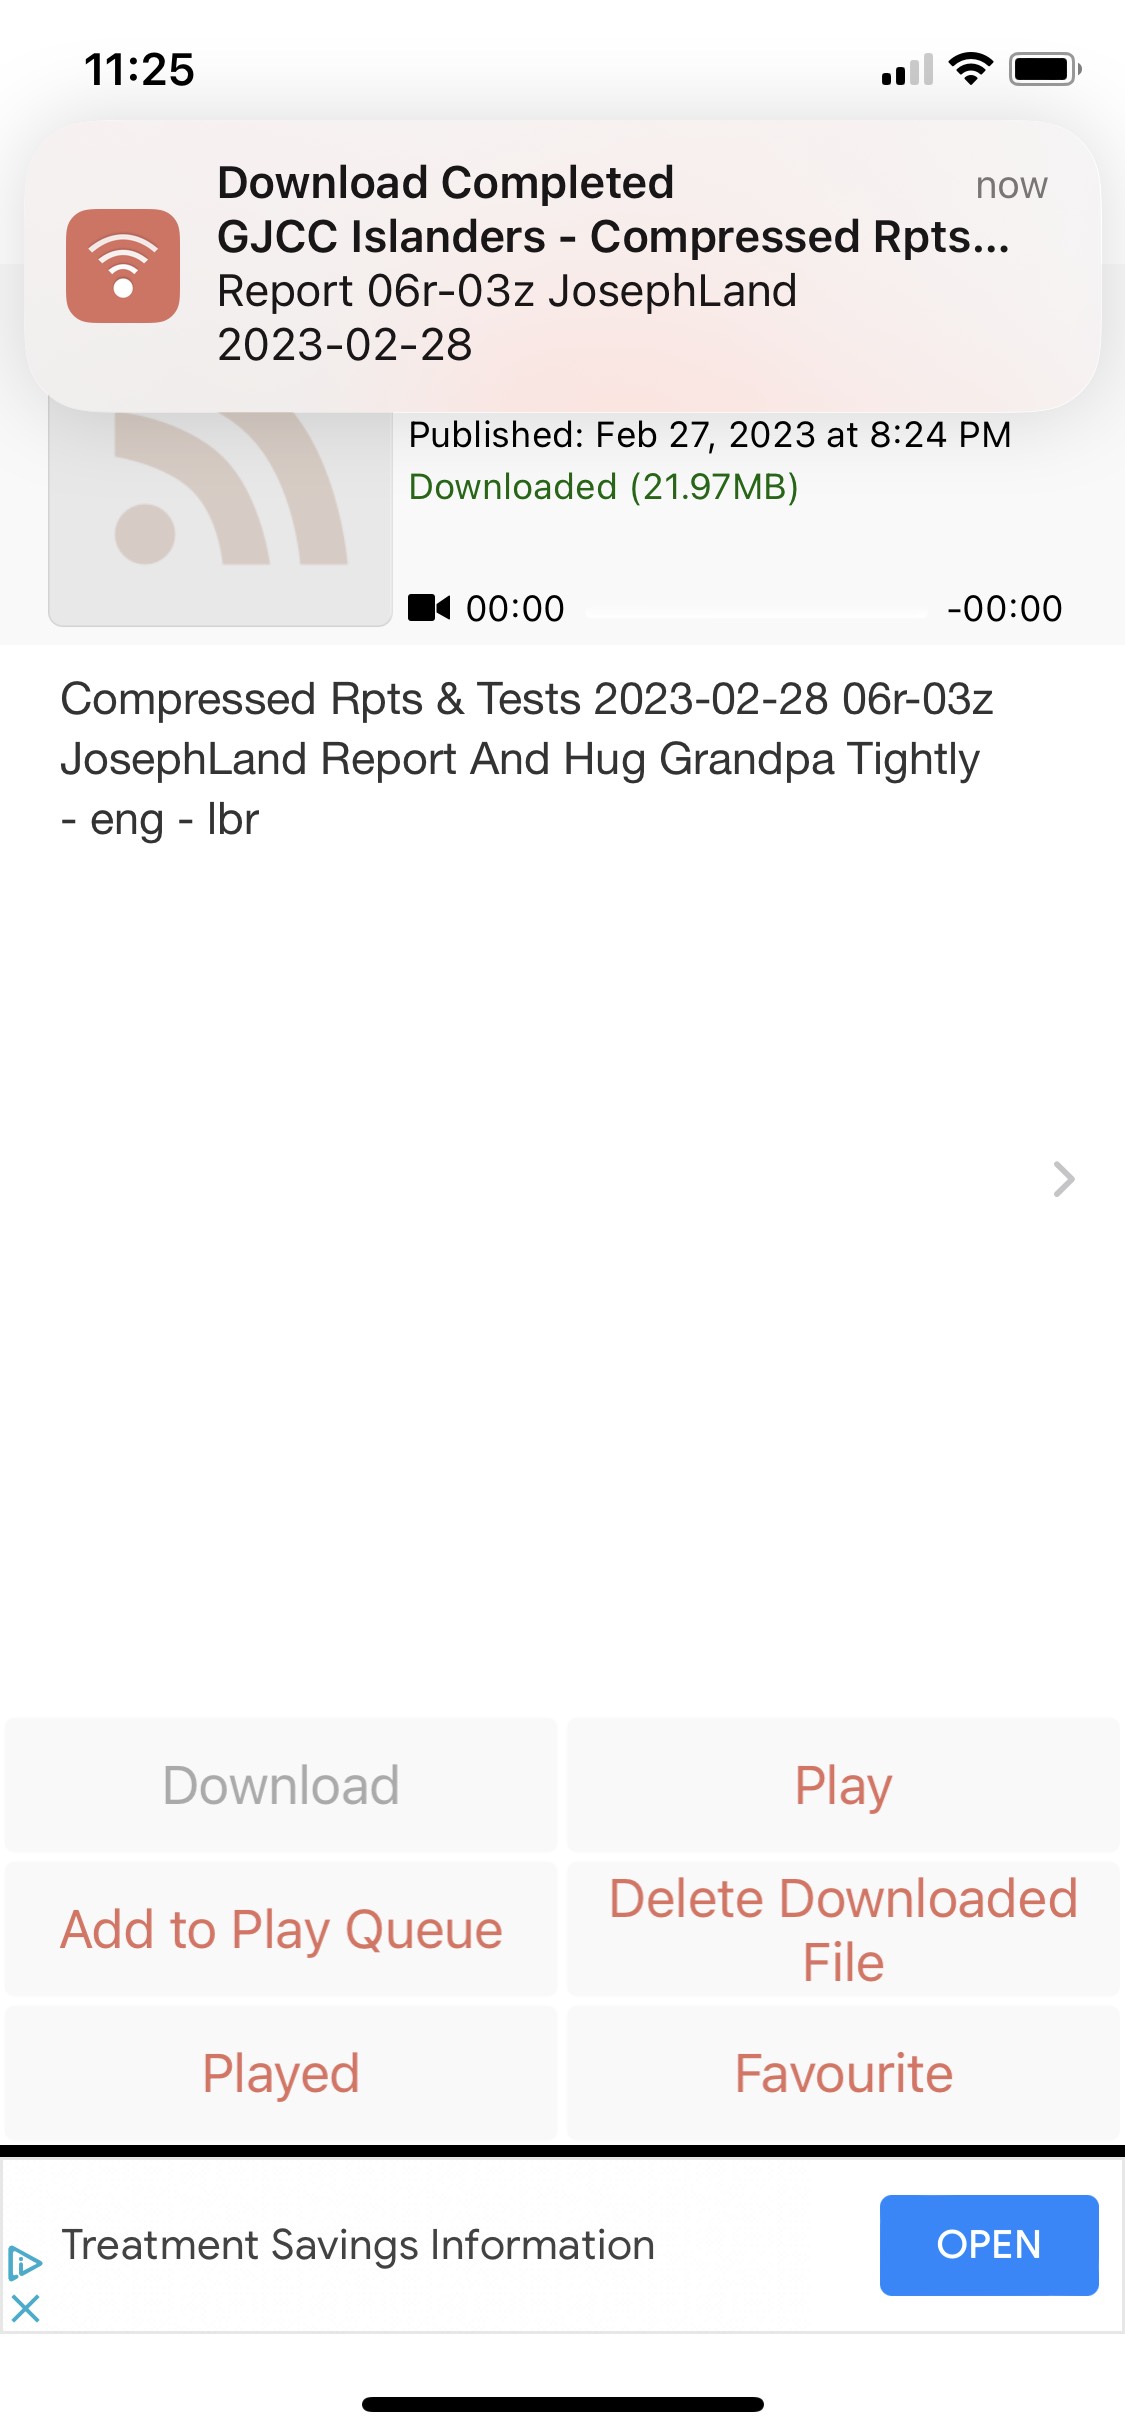 11:25
Download Completed
now
GJCC Islanders - Compressed Rpts...
Report 06r-03z JosephLand
2023-02-28
Published: Feb 27, 2023 at 8:24 PM
Downloaded (21.97MB)
00:00
-00:00
Compressed Rpts & Tests 2023-02-28 06r-03z
JosephLand Report And Hug Grandpa Tightly
- eng - lbr
Download
Play
Add to Play Queue
Delete Downloaded
File
Played
Favourite
Treatment Savings Information
OPEN